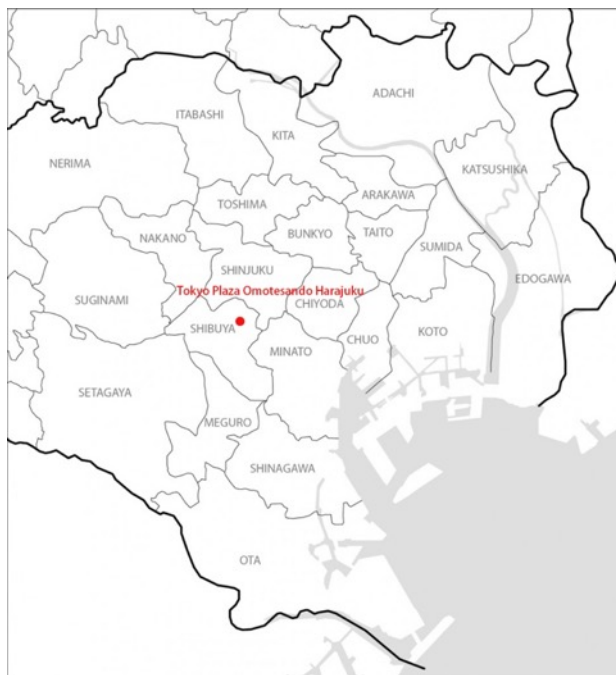 ADACHI
ITABASHI
KITA
NERIMA
KATSUSHIKA
ARAKAWA
TOSHIMA
NAKANO
BUNKYO
TAITO
SUMIDA
SHINJUKU
EDOGAWA
Tokyo Plaza Omotesando Harajuku
SUGINAMI
CHIYODA
SHIBUYA
CHUO
KOTO
MINATO
SETAGAYA
MEGURO
SHINAGAWA
OTA